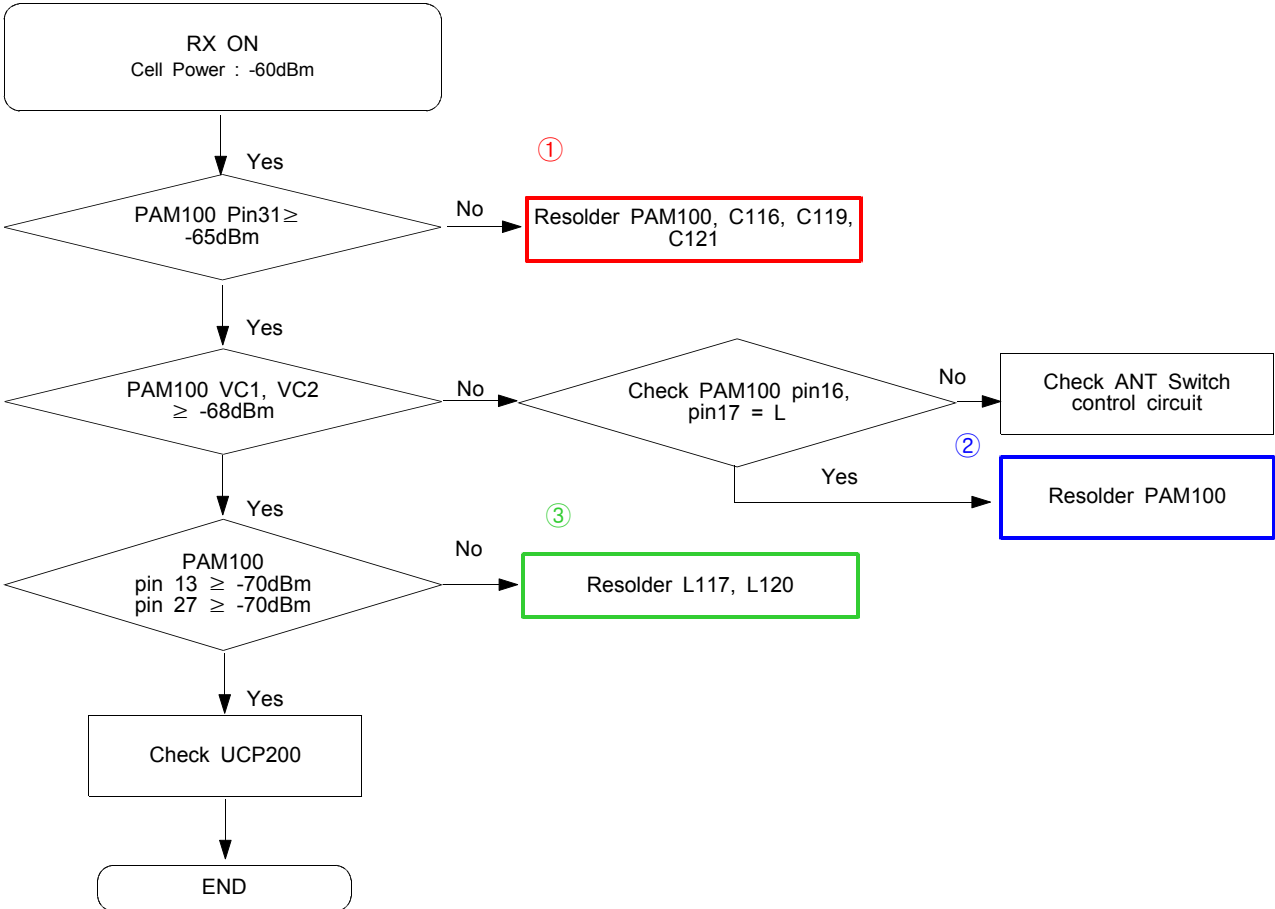 RX ON
Cell Power : -60dBm
Yes
①
PAM100 Pin31≥
-65dBm
No
Resolder PAM100, C116, C119,
C121
Yes
PAM100 VC1, VC2
≥ -68dBm
No
Check PAM100 pin16,
pin17 = L
No
Check ANT Switch
control circuit
②
Yes
Resolder PAM100
Yes
③
PAM100
pin 13 ≥ -70dBm
pin 27 ≥ -70dBm
No
Resolder L117, L120
Yes
Check UCP200
END